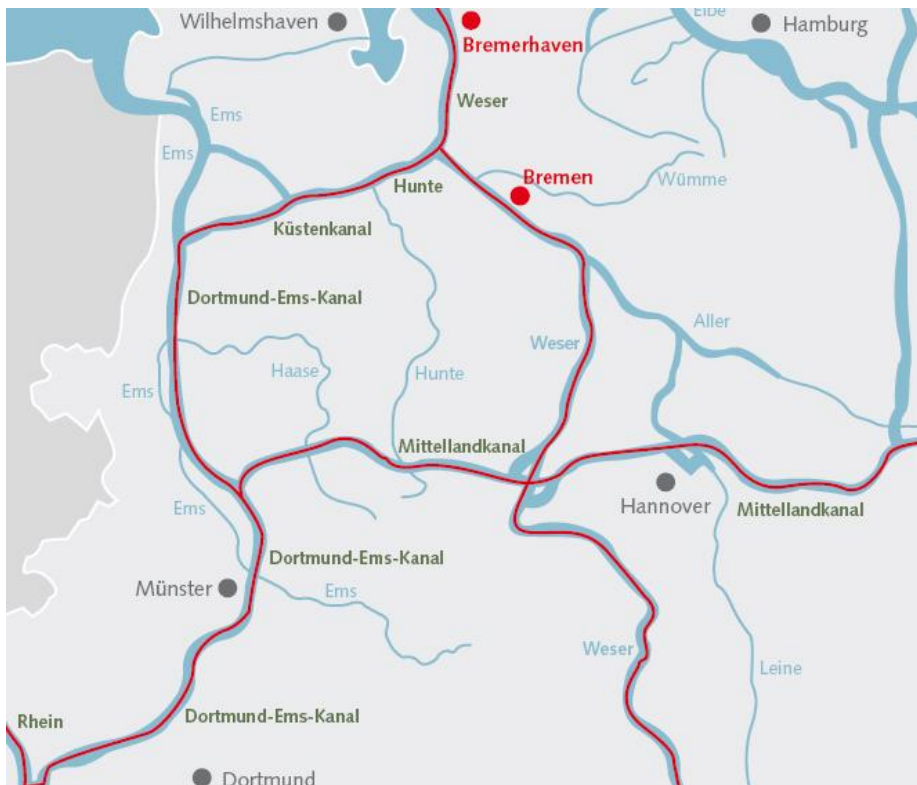 Wilhelmshaven
Elbe
Hamburg
Bremerhaven
Weser
Ems
Ems
Bremen
Wümme
Hunte
Küstenkanal
Dortmund-Ems-Kanal
Aller
Weser
Haase
Hunte
Ems
Mittellandkanal
Ems
Hannover
Mittellandkanal
Dortmund-Ems-Kanal
Münster
Ems
Weser
Leine
Rhein
Dortmund-Ems-Kanal
Dortmund